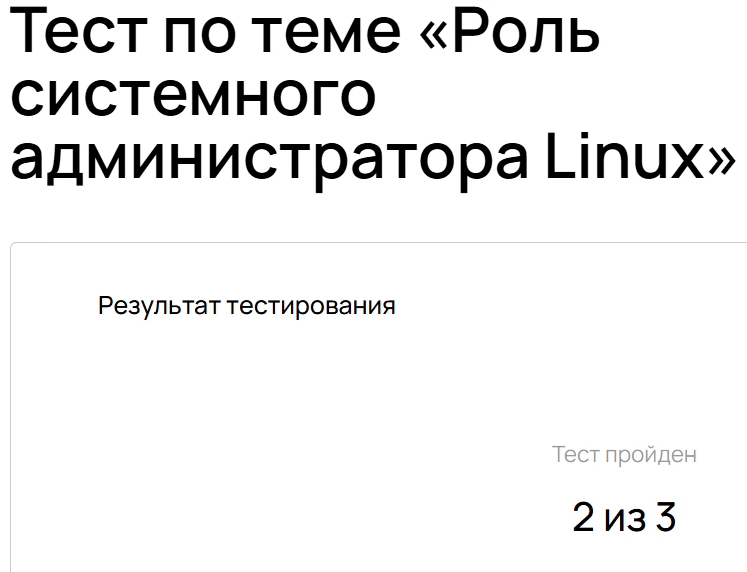 Тест по теме «Роль
системного
администратора Linux»
Результат тестирования
Тест пройден
2 из 3